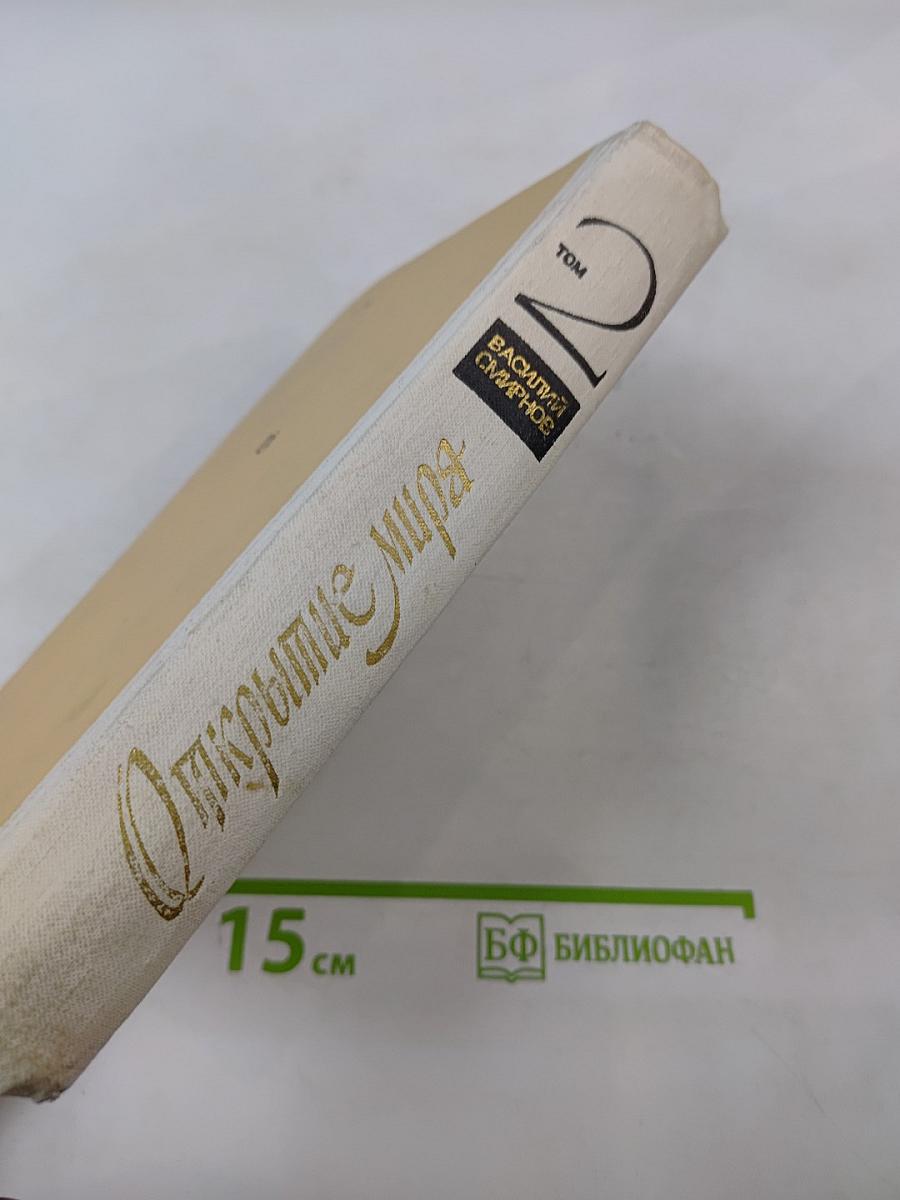 ТОМ
2
ВАСИЛИЙ
СМИРНОВ
Открытие мира
15 см
БФ БИБЛИОФАН